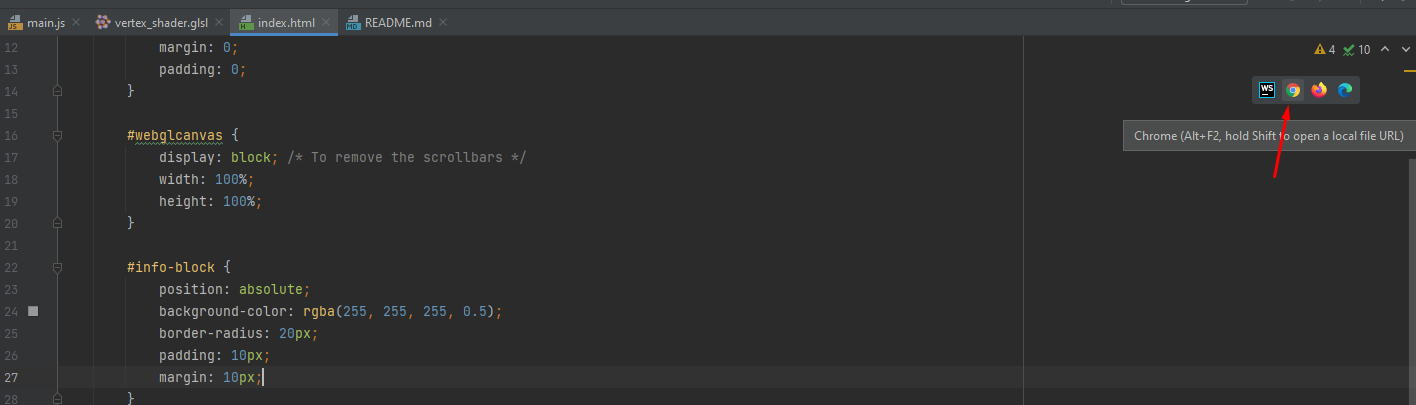 main.js vertex_shader.glsl index.html README.md
12 margin: 0;
4 10
13 padding: 0;
14 }
WS
15
16 #webglcanvas {
Chrome (Alt+F2, hold Shift to open a local file URL)
17 display: block; /* To remove the scrollbars */
18 width: 100%;
19 height: 100%;
20 }
21
22 #info-block {
23 position: absolute;
24 background-color: rgba(255, 255, 255, 0.5);
25 border-radius: 20px;
26 padding: 10px;
27 margin: 10px;
28 }